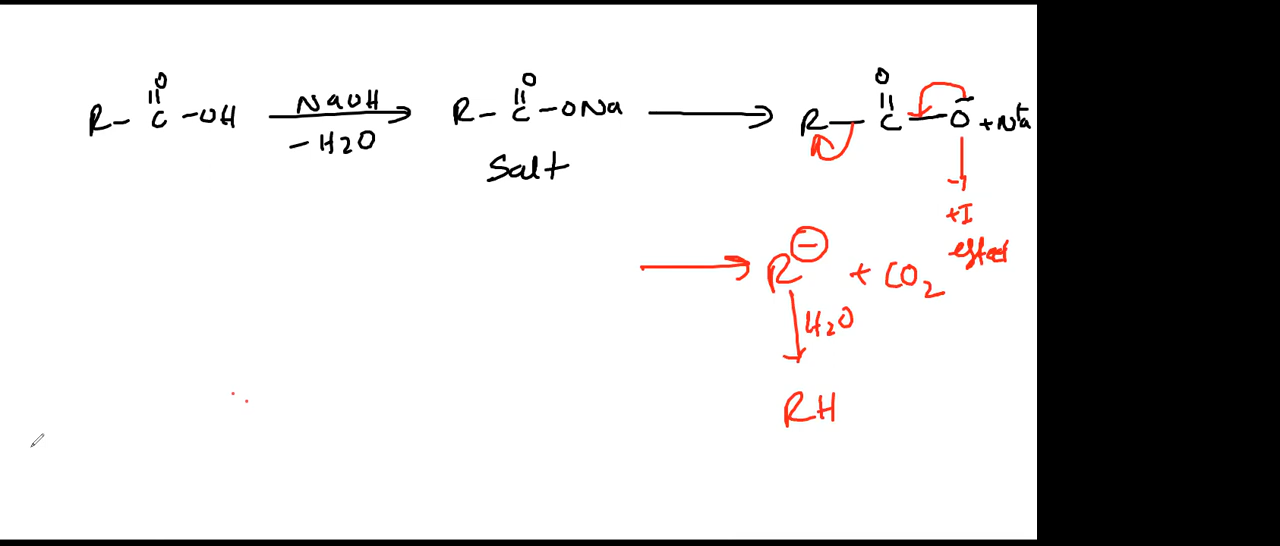 O O O
|| || ||
R- C -OH NaOH R- C -ONa R-C-O⁻ +Na⁺
-H2O
Salt
+I
effect
R⊖ + CO2
H2O
RH